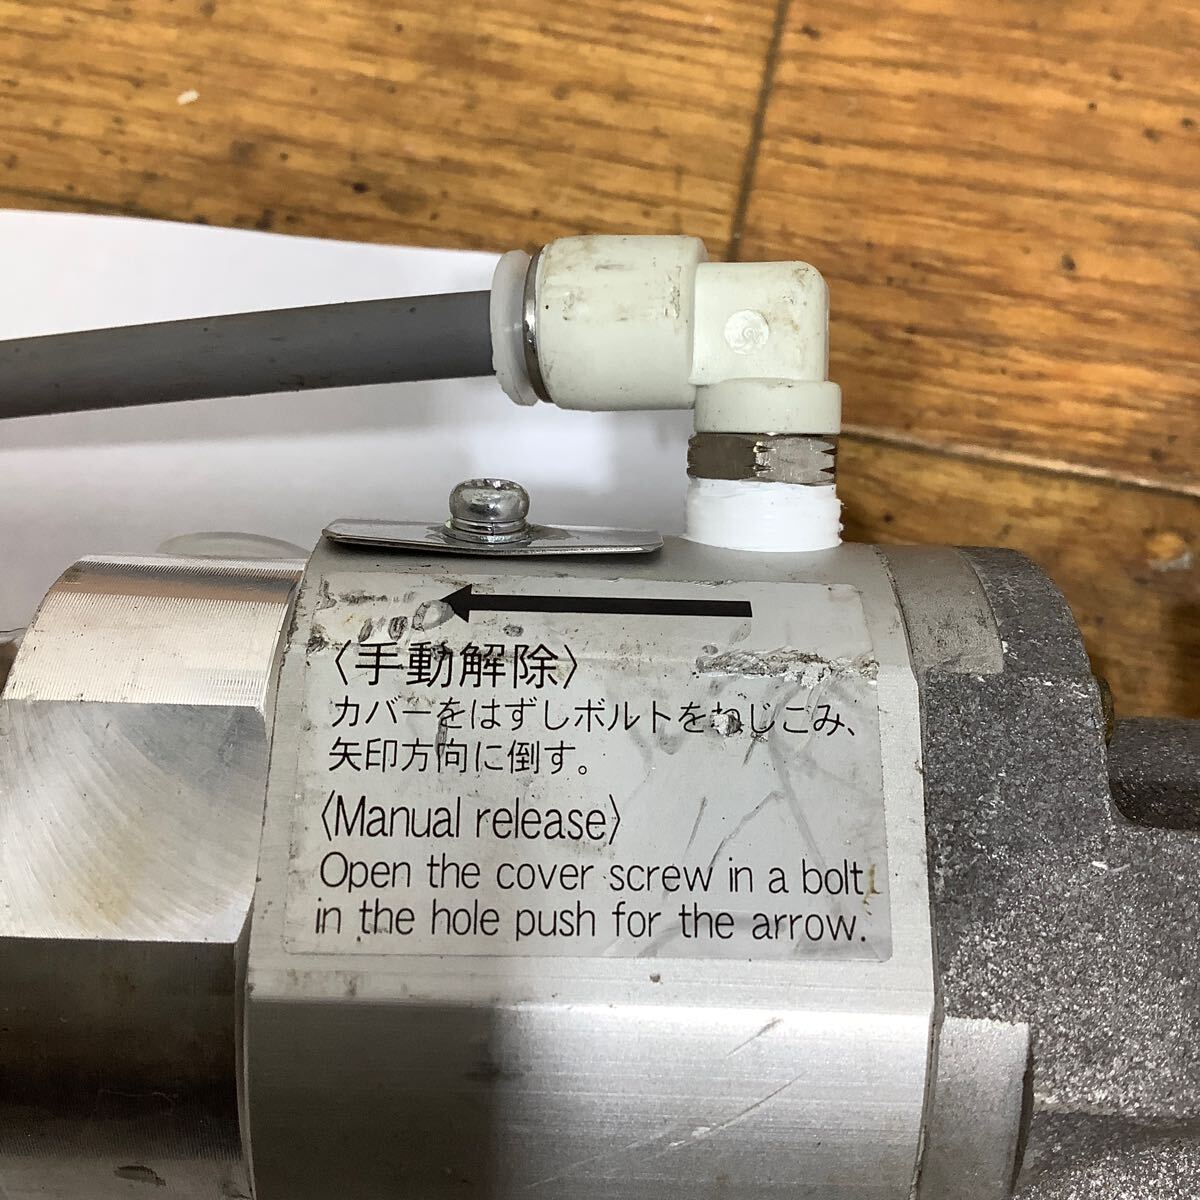 〈手動解除〉
カバーをはずしボルトをねじこみ、
矢印方向に倒す。
〈Manual release〉
Open the cover screw in a bolt
in the hole push for the arrow.